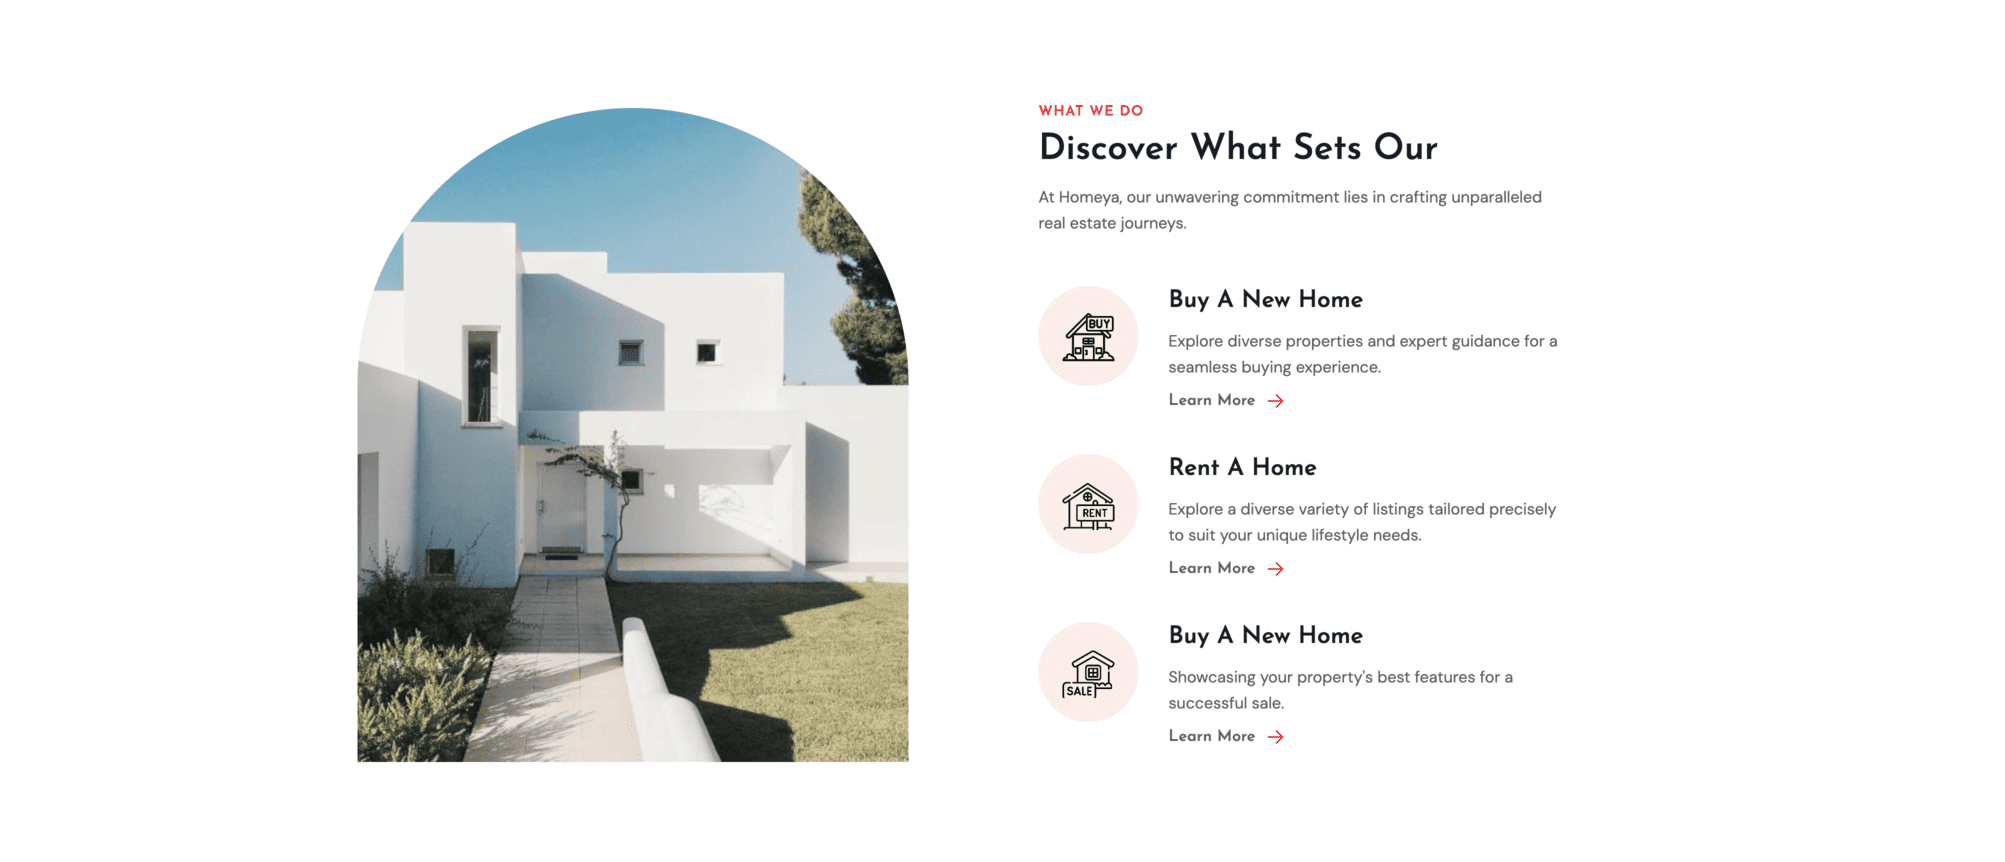 WHAT WE DO
Discover What Sets Our
At Homeya, our unwavering commitment lies in crafting unparalleled
real estate journeys.
BUY
Buy A New Home
Explore diverse properties and expert guidance for a
seamless buying experience.
Learn More
RENT
Rent A Home
Explore a diverse variety of listings tailored precisely
to suit your unique lifestyle needs.
Learn More
SALE
Buy A New Home
Showcasing your property's best features for a
successful sale.
Learn More